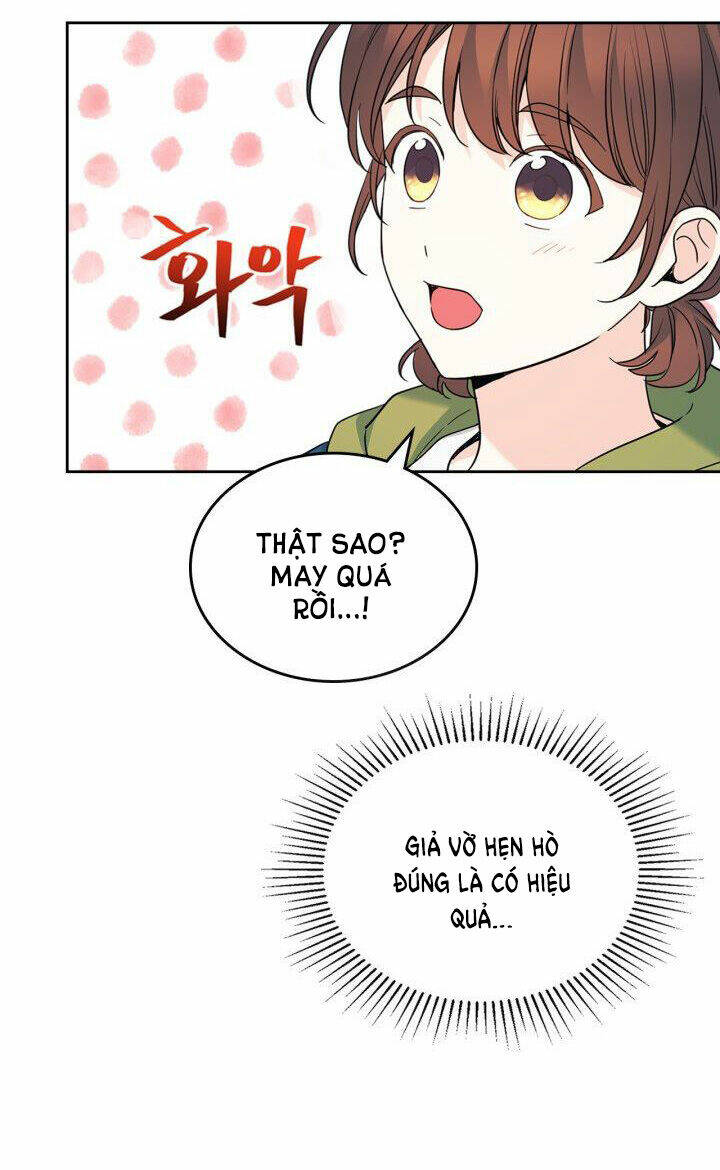 화악
THẬT SAO?
MAY QUÁ
RỒI...!
GIẢ VỜ HẸN HÒ
ĐÚNG LÀ CÓ HIỆU
QUẢ...